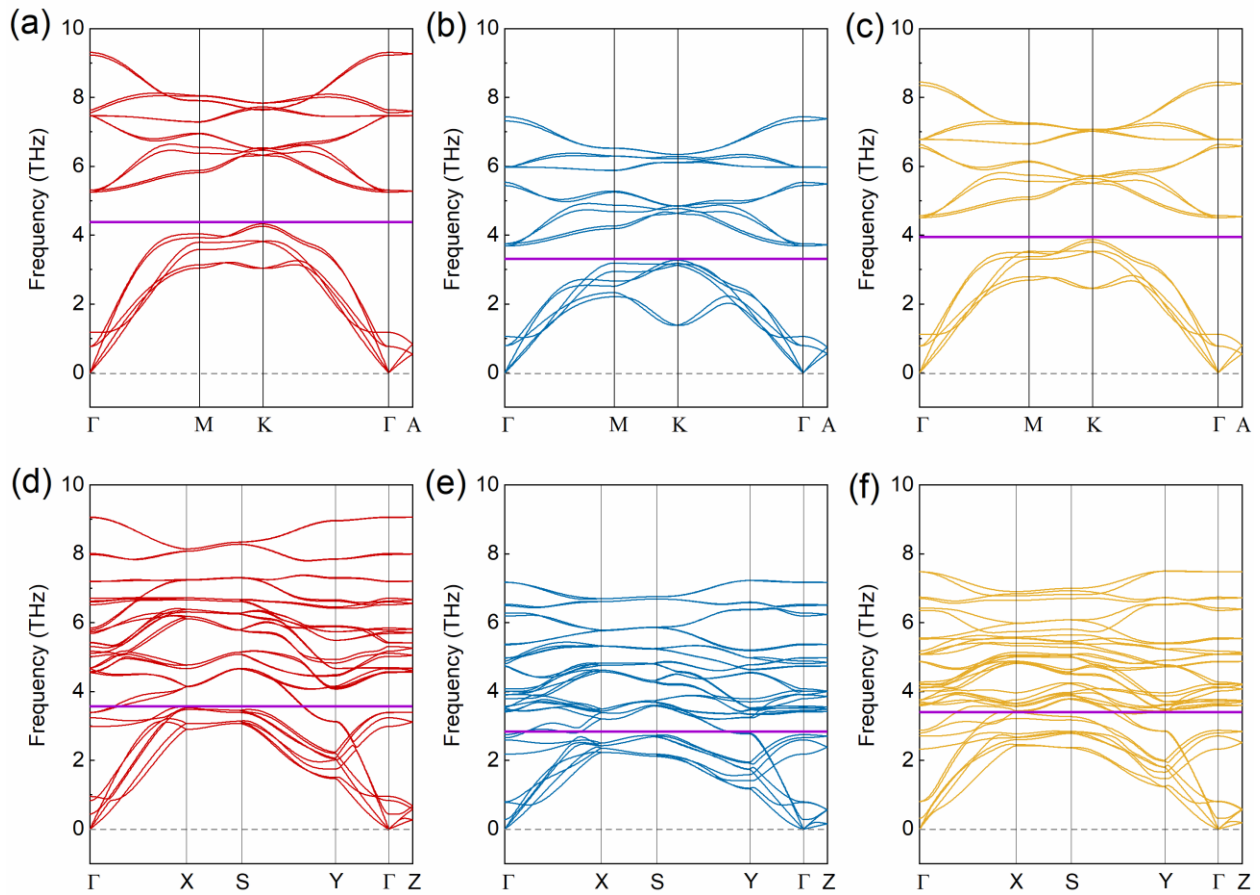 (a)
10
8
6
4
2
0
Frequency (THz)
Γ M K Γ A
(b)
10
8
6
4
2
0
Frequency (THz)
Γ M K Γ A
(c)
10
8
6
4
2
0
Frequency (THz)
Γ M K Γ A
(d)
10
8
6
4
2
0
Frequency (THz)
Γ X S Y Γ Z
(e)
10
8
6
4
2
0
Frequency (THz)
Γ X S Y Γ Z
(f)
10
8
6
4
2
0
Frequency (THz)
Γ X S Y Γ Z